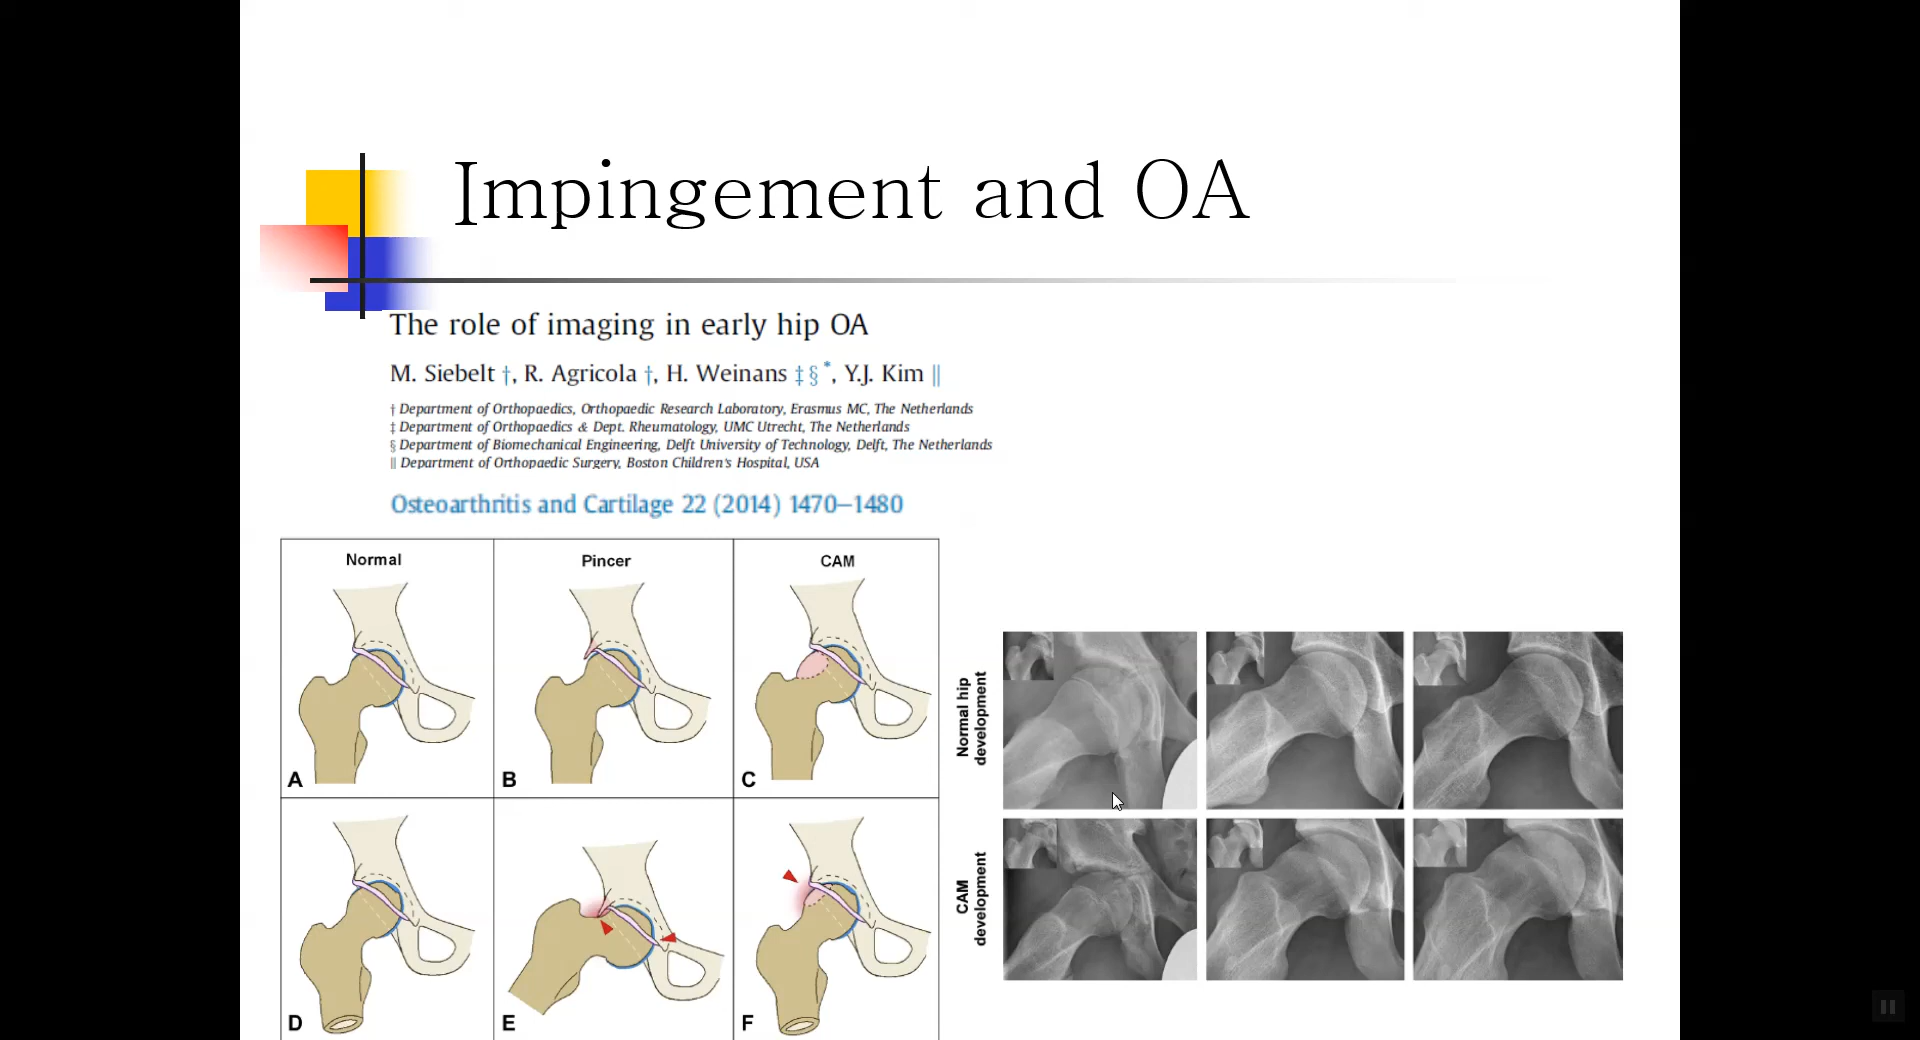 Impingement and OA
The role of imaging in early hip OA
M. Siebelt †, R. Agricola †, H. Weinans ‡ § *, Y.J. Kim ||
† Department of Orthopaedics, Orthopaedic Research Laboratory, Erasmus MC, The Netherlands
‡ Department of Orthopaedics & Dept. Rheumatology, UMC Utrecht, The Netherlands
§ Department of Biomechanical Engineering, Delft University of Technology, Delft, The Netherlands
|| Department of Orthopaedic Surgery, Boston Children's Hospital, USA
Osteoarthritis and Cartilage 22 (2014) 1470–1480
Normal
Pincer
CAM
A
B
C
D
E
F
Normal hip
development
CAM
development